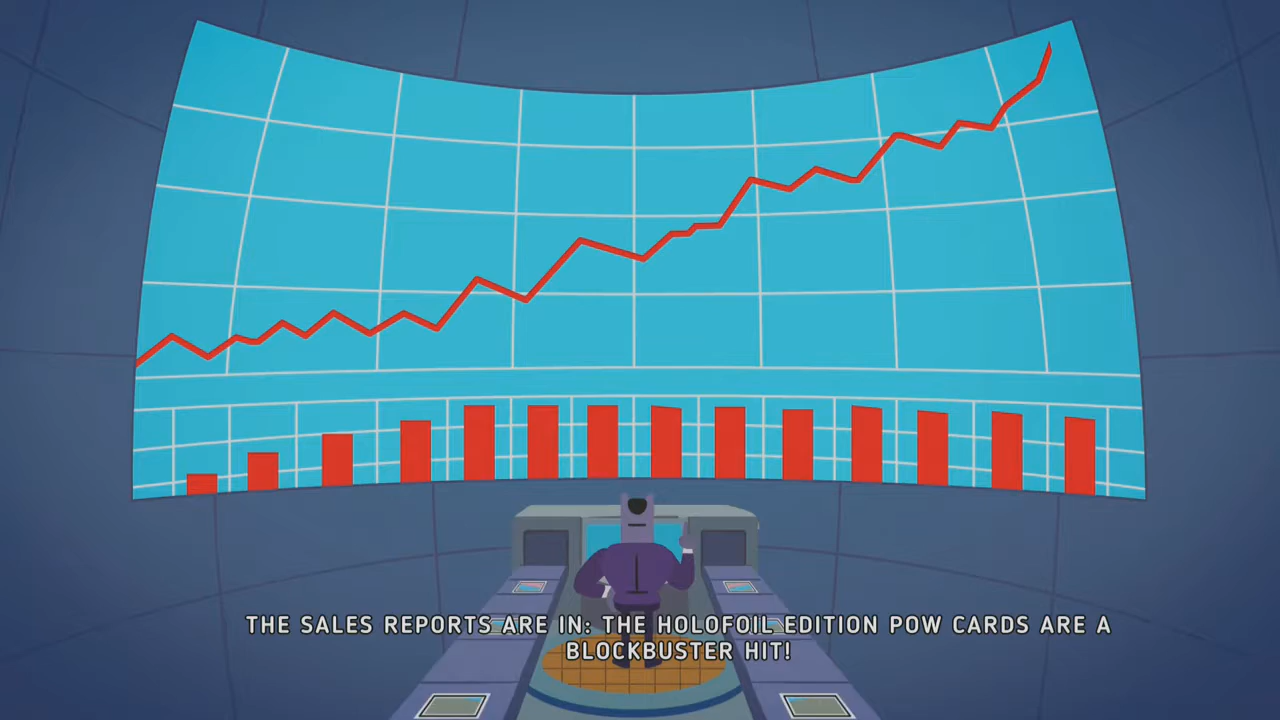 THE SALES REPORTS ARE IN: THE HOLOFOIL EDITION POW CARDS ARE A
BLOCKBUSTER HIT!